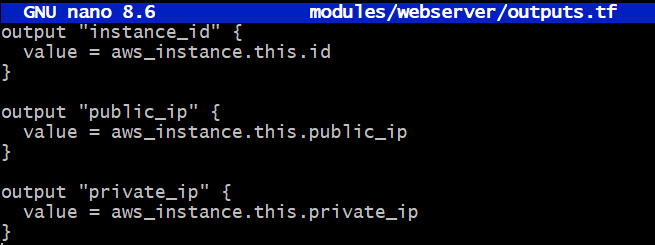 GNU nano 8.6 modules/webserver/outputs.tf
output "instance_id" {
  value = aws_instance.this.id
}

output "public_ip" {
  value = aws_instance.this.public_ip
}

output "private_ip" {
  value = aws_instance.this.private_ip
}